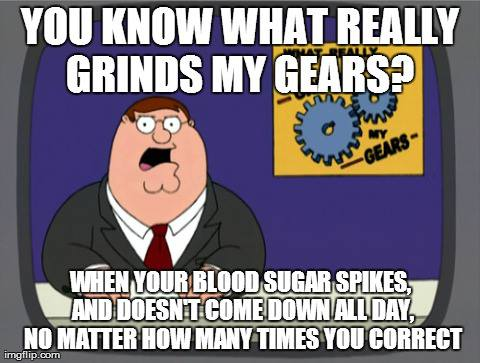 YOU KNOW WHAT REALLY
GRINDS MY GEARS?
WHAT REALLY
MY
GEARS
WHEN YOUR BLOOD SUGAR SPIKES,
AND DOESN'T COME DOWN ALL DAY,
NO MATTER HOW MANY TIMES YOU CORRECT
imgflip.com